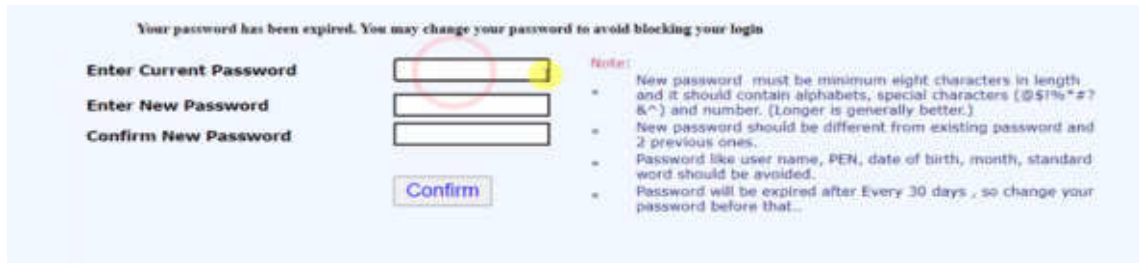 Your password has been expired. You may change your password to avoid blocking your login
Enter Current Password
Enter New Password
Confirm New Password
Confirm
Note:
New password must be minimum eight characters in length
and it should contain alphabets, special characters (@$!%*#?
&^) and number. (Longer is generally better.)
New password should be different from existing password and
2 previous ones.
Password like user name, PEN, date of birth, month, standard
word should be avoided.
Password will be expired after Every 30 days , so change your
password before that..